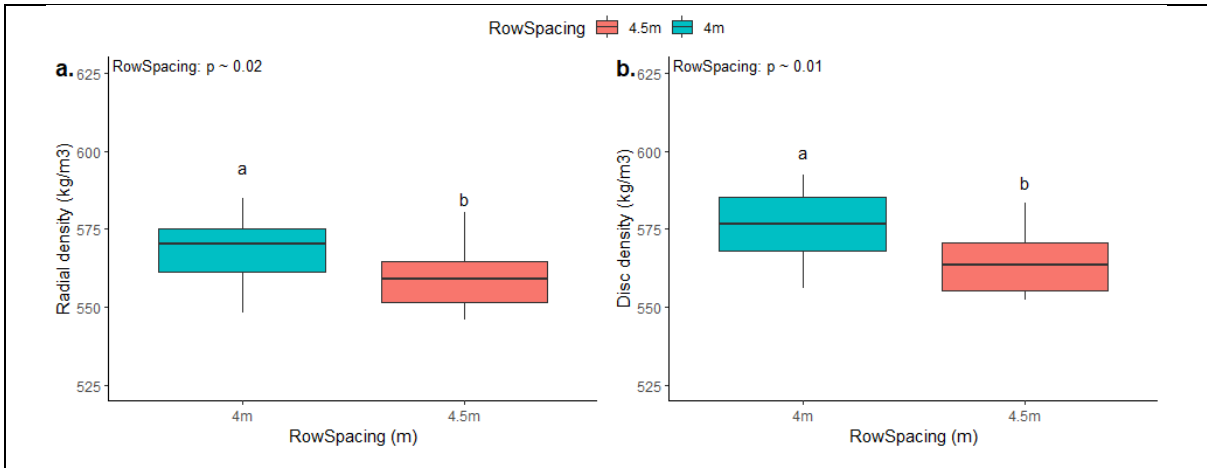 RowSpacing 4.5m 4m
a.
RowSpacing: p ~ 0.02
625
600
575
550
525
Radial density (kg/m3)
a
b
4m 4.5m
RowSpacing (m)
b.
RowSpacing: p ~ 0.01
625
600
575
550
525
Disc density (kg/m3)
a
b
4m 4.5m
RowSpacing (m)